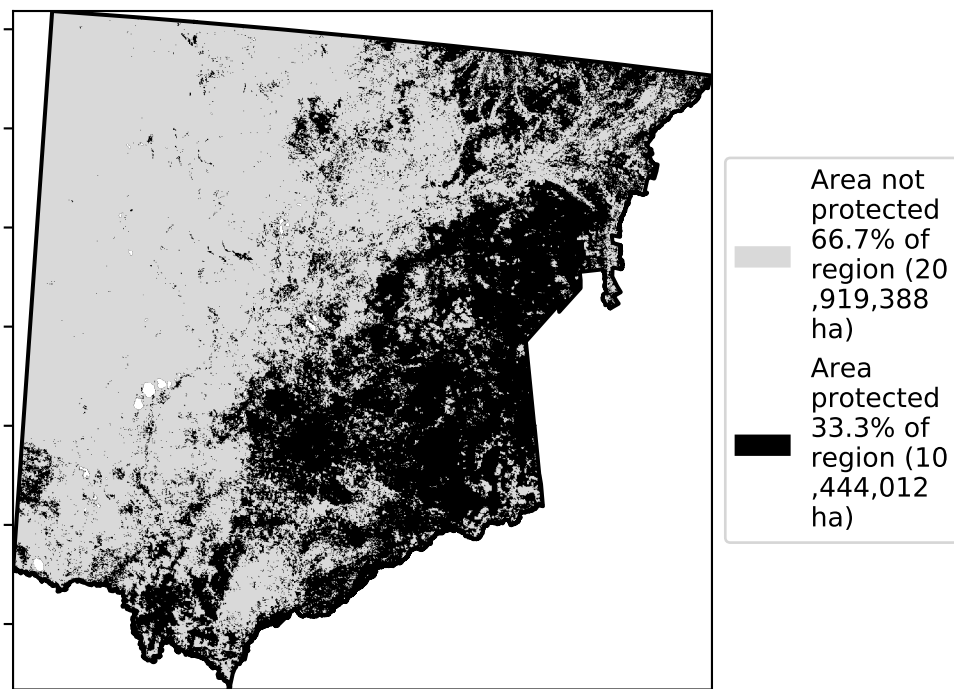 Area not
protected
66.7% of
region (20
,919,388
ha)
Area
protected
33.3% of
region (10
,444,012
ha)